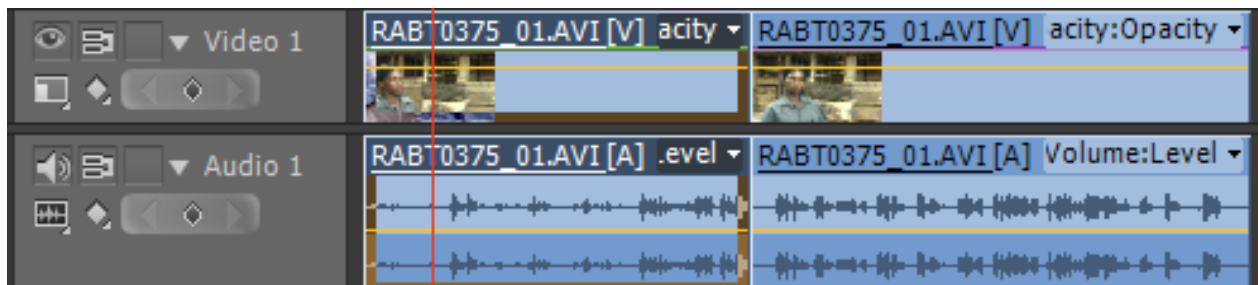 Video 1
RABT0375_01.AVI [V] acity
RABT0375_01.AVI [V] acity:Opacity
Audio 1
RABT0375_01.AVI [A] .evel
RABT0375_01.AVI [A] Volume:Level